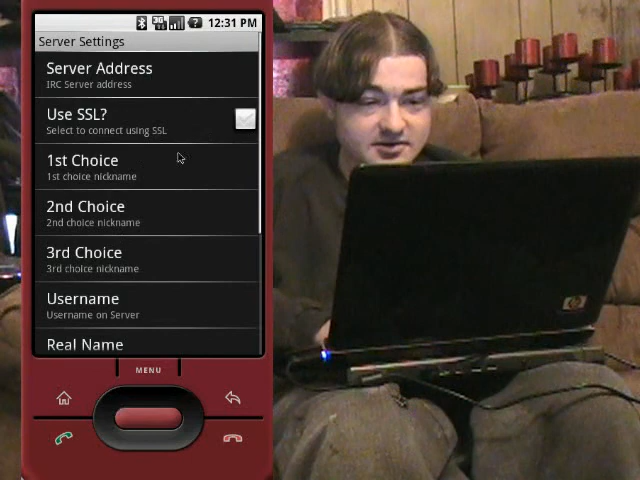 3G
12:31 PM
Server Settings
Server Address
IRC Server address
Use SSL?
Select to connect using SSL
1st Choice
1st choice nickname
2nd Choice
2nd choice nickname
3rd Choice
3rd choice nickname
Username
Username on Server
Real Name
MENU
hp